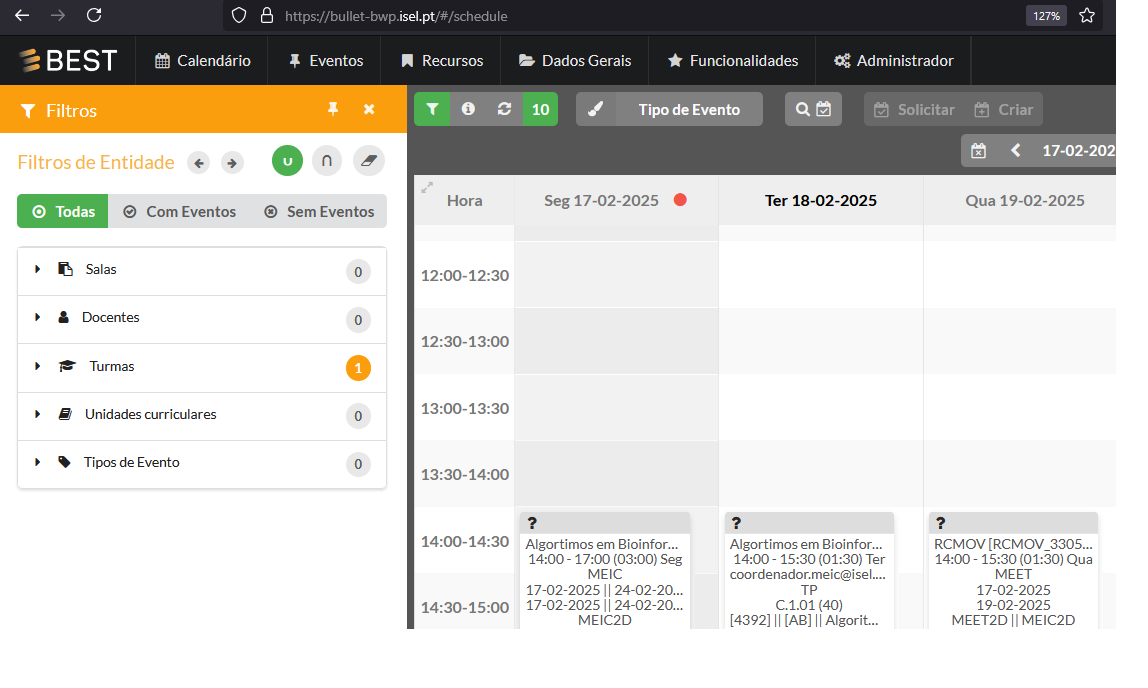 https://bullet-bwp.isel.pt/#/schedule
127%
BEST
Calendário
Eventos
Recursos
Dados Gerais
Funcionalidades
Administrador
Filtros
10
Tipo de Evento
Solicitar
Criar
Filtros de Entidade
U
∩
17-02-202
Todas
Com Eventos
Sem Eventos
Salas
0
Docentes
0
Turmas
1
Unidades curriculares
0
Tipos de Evento
0
Hora
Seg 17-02-2025
Ter 18-02-2025
Qua 19-02-2025
12:00-12:30
12:30-13:00
13:00-13:30
13:30-14:00
14:00-14:30
14:30-15:00
?
Algortimos em Bioinfor...
14:00 - 17:00 (03:00) Seg
MEIC
17-02-2025 || 24-02-20...
17-02-2025 || 24-02-20...
MEIC2D
?
Algortimos em Bioinfor...
14:00 - 15:30 (01:30) Ter
coordenador.meic@isel....
TP
C.1.01 (40)
[4392] || [AB] || Algorit...
?
RCMOV [RCMOV_3305...
14:00 - 15:30 (01:30) Qua
MEET
17-02-2025
19-02-2025
MEET2D || MEIC2D